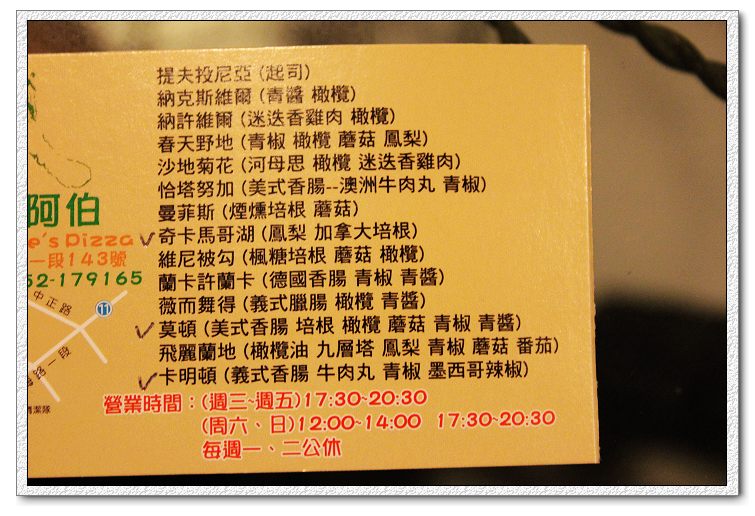 提夫投尼亞 (起司)
納克斯維爾 (青醬 橄欖)
納許維爾 (迷迭香雞肉 橄欖)
春天野地 (青椒 橄欖 蘑菇 鳳梨)
沙地菊花 (河母思 橄欖 迷迭香雞肉)
恰塔努加 (美式香腸--澳洲牛肉丸 青椒)
曼菲斯 (煙燻培根 蘑菇)
奇卡馬哥湖 (鳳梨 加拿大培根)
維尼被勾 (楓糖培根 蘑菇 橄欖)
蘭卡許蘭卡 (德國香腸 青椒 青醬)
薇而舞得 (義式臘腸 橄欖 青醬)
莫頓 (美式香腸 培根 橄欖 蘑菇 青椒 青醬)
飛麗蘭地 (橄欖油 九層塔 鳳梨 青椒 蘑菇 番茄)
卡明頓 (義式香腸 牛肉丸 青椒 墨西哥辣椒)
營業時間：(週三~週五)17:30~20:30
(周六、日)12:00~14:00 17:30~20:30
每週一、二公休
阿伯
e's Pizza
一段143號
52-179165
中正路
11
路一段
清潔隊